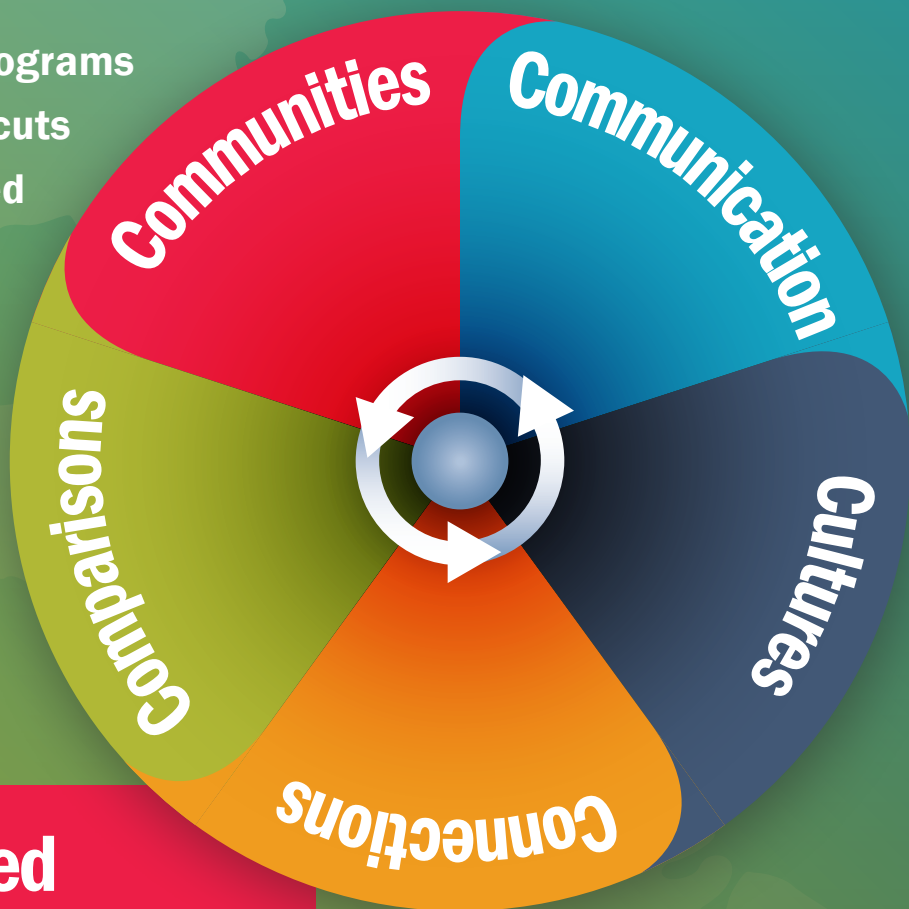 ograms
cuts
d
Communities
Communication
Cultures
Connections
Comparisons
ed